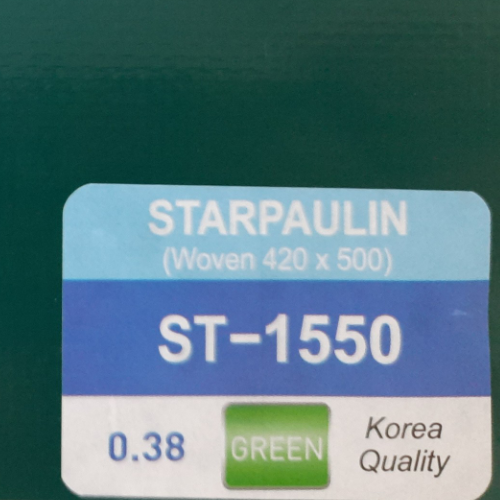 STARPAULIN
(Woven 420 x 500)
ST-1550
0.38
GREEN
Korea
Quality